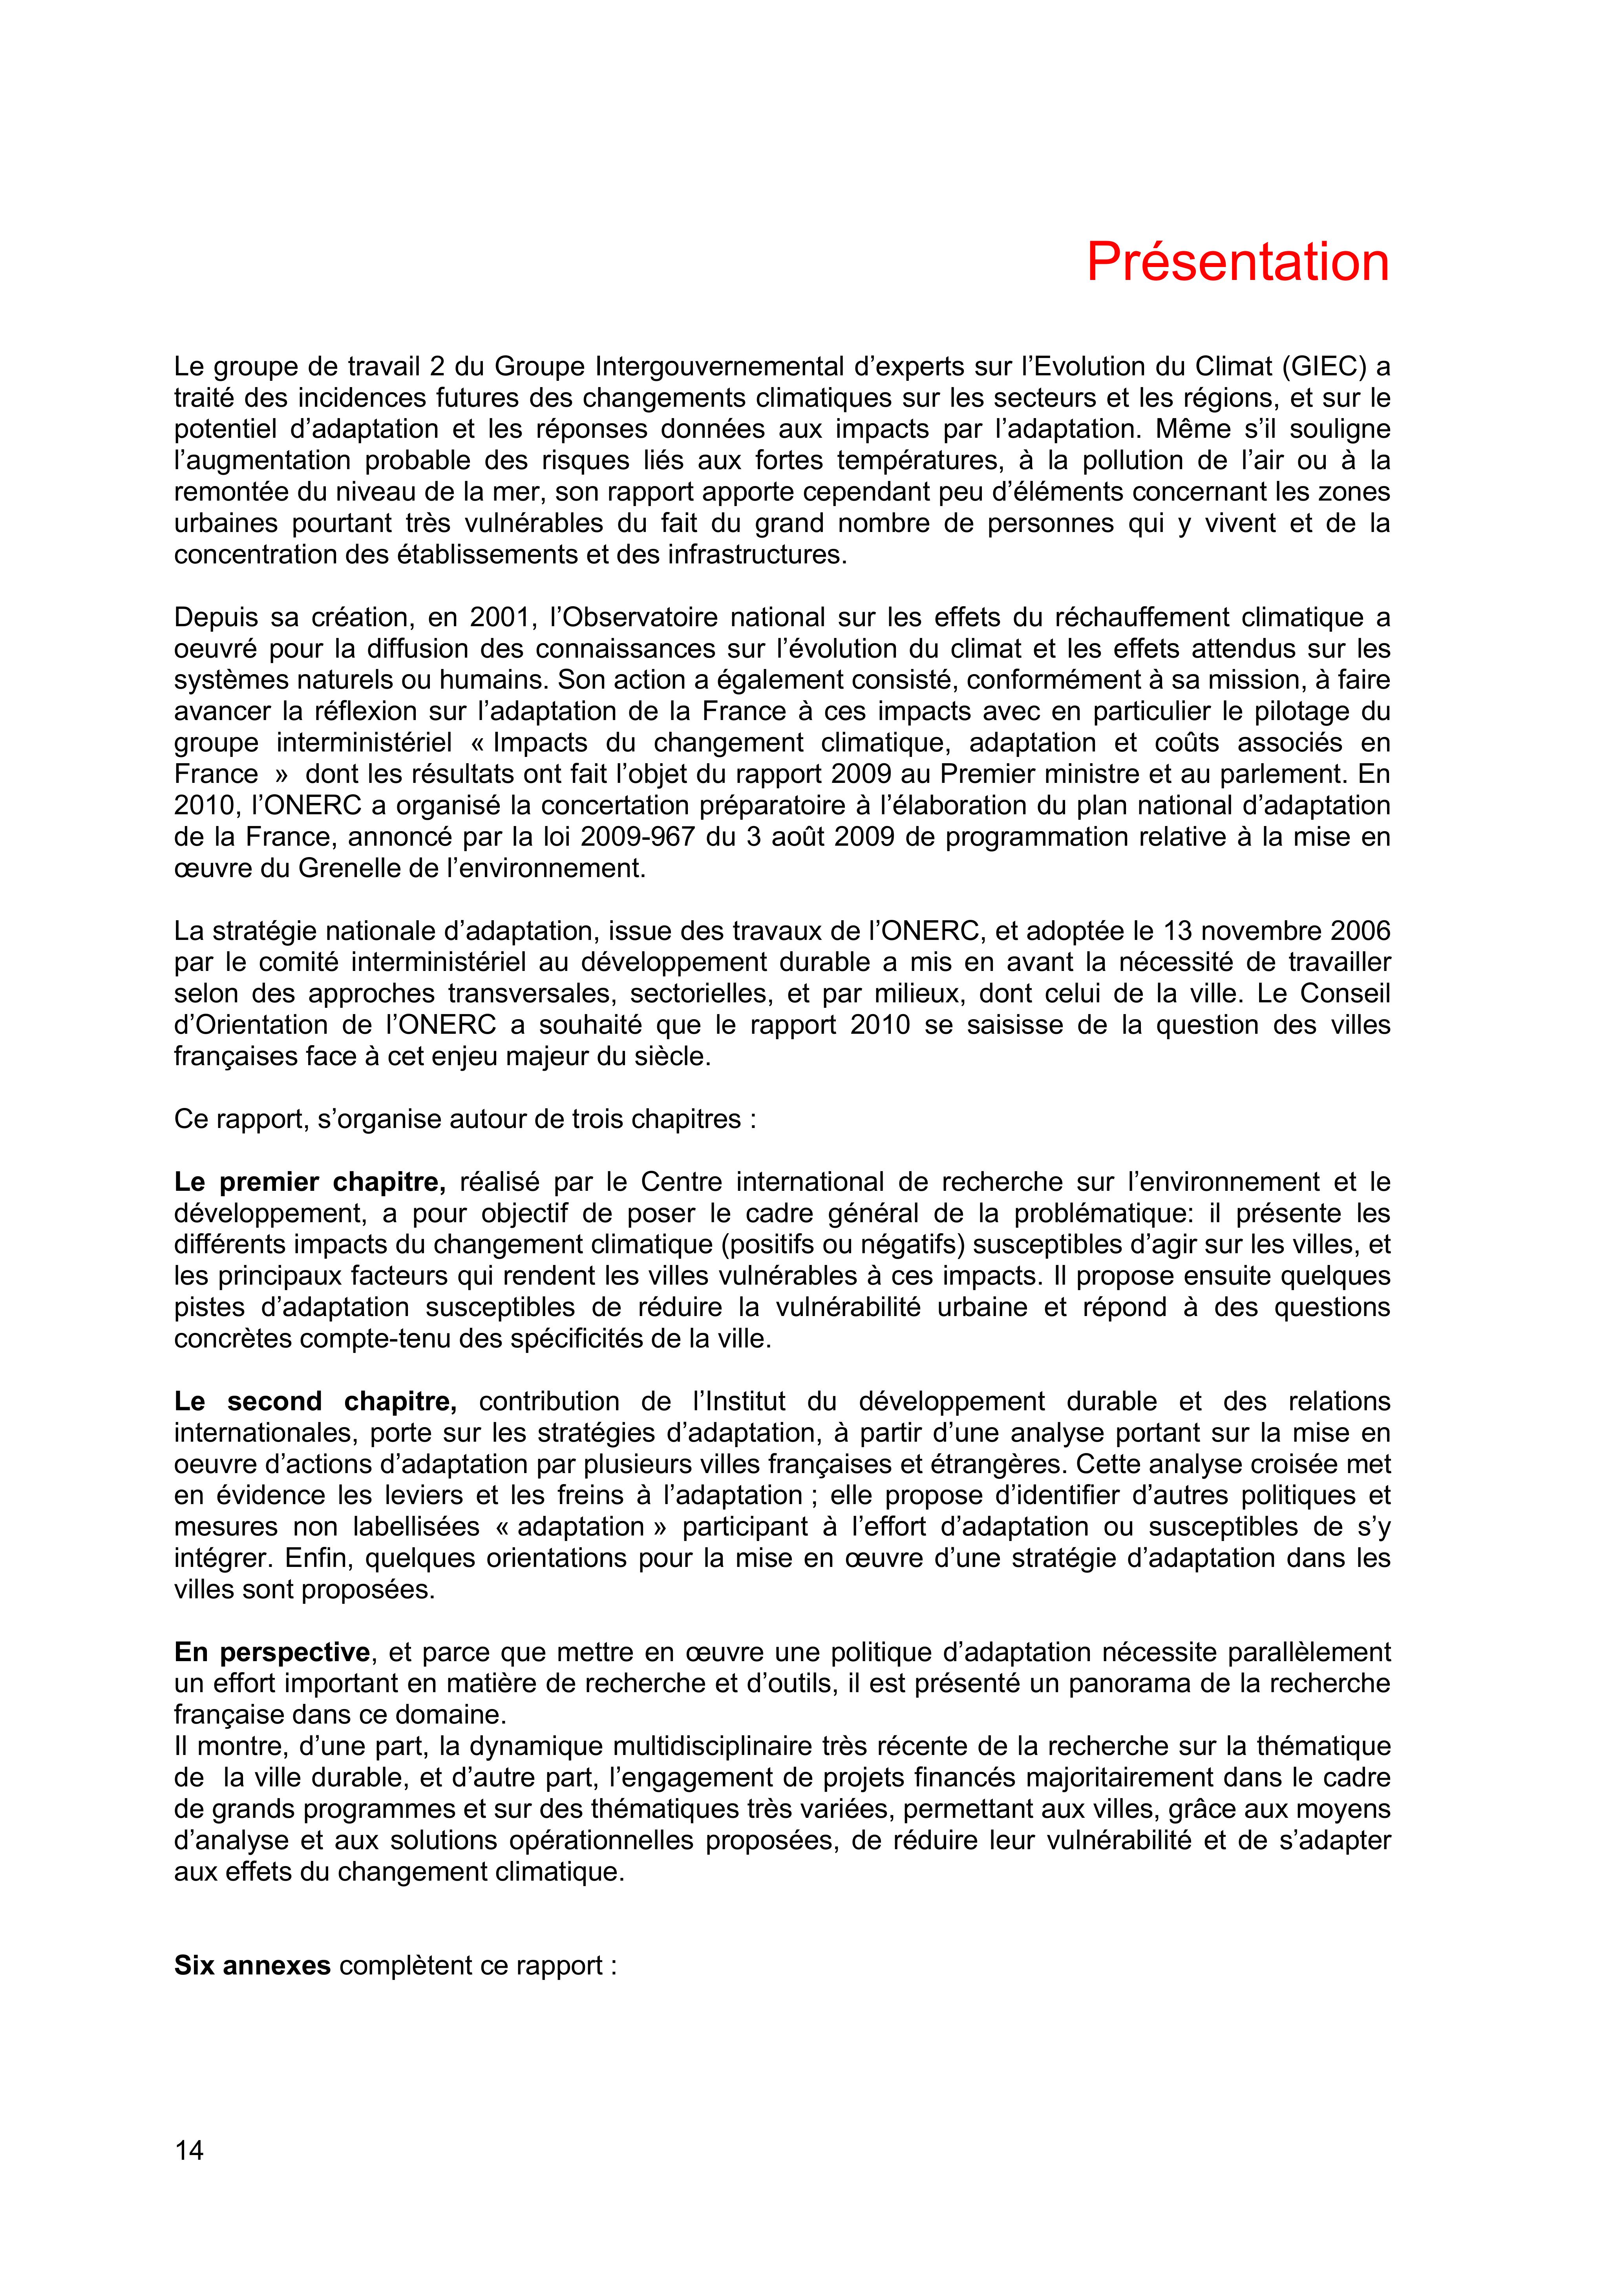 Présentation
Le groupe de travail 2 du Groupe Intergouvernemental d’experts sur l’Evolution du Climat (GIEC) a
traité des incidences futures des changements climatiques sur les secteurs et les régions, et sur le
potentiel d’adaptation et les réponses données aux impacts par l’adaptation. Même s’il souligne
l’augmentation probable des risques liés aux fortes températures, à la pollution de l’air ou à la
remontée du niveau de la mer, son rapport apporte cependant peu d’éléments concernant les zones
urbaines pourtant très vulnérables du fait du grand nombre de personnes qui y vivent et de la
concentration des établissements et des infrastructures.
Depuis sa création, en 2001, l’Observatoire national sur les effets du réchauffement climatique a
oeuvré pour la diffusion des connaissances sur l’évolution du climat et les effets attendus sur les
systèmes naturels ou humains. Son action a également consisté, conformément à sa mission, à faire
avancer la réflexion sur l’adaptation de la France à ces impacts avec en particulier le pilotage du
groupe interministériel « Impacts du changement climatique, adaptation et coûts associés en
France » dont les résultats ont fait l’objet du rapport 2009 au Premier ministre et au parlement. En
2010, l’ONERC a organisé la concertation préparatoire à l’élaboration du plan national d’adaptation
de la France, annoncé par la loi 2009-967 du 3 août 2009 de programmation relative à la mise en
œuvre du Grenelle de l’environnement.
La stratégie nationale d’adaptation, issue des travaux de l’ONERC, et adoptée le 13 novembre 2006
par le comité interministériel au développement durable a mis en avant la nécessité de travailler
selon des approches transversales, sectorielles, et par milieux, dont celui de la ville. Le Conseil
d’Orientation de l’ONERC a souhaité que le rapport 2010 se saisisse de la question des villes
françaises face à cet enjeu majeur du siècle.
Ce rapport, s’organise autour de trois chapitres :
Le premier chapitre, réalisé par le Centre international de recherche sur l’environnement et le
développement, a pour objectif de poser le cadre général de la problématique: il présente les
différents impacts du changement climatique (positifs ou négatifs) susceptibles d’agir sur les villes, et
les principaux facteurs qui rendent les villes vulnérables à ces impacts. Il propose ensuite quelques
pistes d’adaptation susceptibles de réduire la vulnérabilité urbaine et répond à des questions
concrètes compte-tenu des spécificités de la ville.
Le second chapitre, contribution de l’Institut du développement durable et des relations
internationales, porte sur les stratégies d’adaptation, à partir d’une analyse portant sur la mise en
oeuvre d’actions d’adaptation par plusieurs villes françaises et étrangères. Cette analyse croisée met
en évidence les leviers et les freins à l’adaptation ; elle propose d’identifier d’autres politiques et
mesures non labellisées « adaptation » participant à l’effort d’adaptation ou susceptibles de s’y
intégrer. Enfin, quelques orientations pour la mise en œuvre d’une stratégie d’adaptation dans les
villes sont proposées.
En perspective, et parce que mettre en œuvre une politique d’adaptation nécessite parallèlement
un effort important en matière de recherche et d’outils, il est présenté un panorama de la recherche
française dans ce domaine.
Il montre, d’une part, la dynamique multidisciplinaire très récente de la recherche sur la thématique
de la ville durable, et d’autre part, l’engagement de projets financés majoritairement dans le cadre
de grands programmes et sur des thématiques très variées, permettant aux villes, grâce aux moyens
d’analyse et aux solutions opérationnelles proposées, de réduire leur vulnérabilité et de s’adapter
aux effets du changement climatique.
Six annexes complètent ce rapport :
14